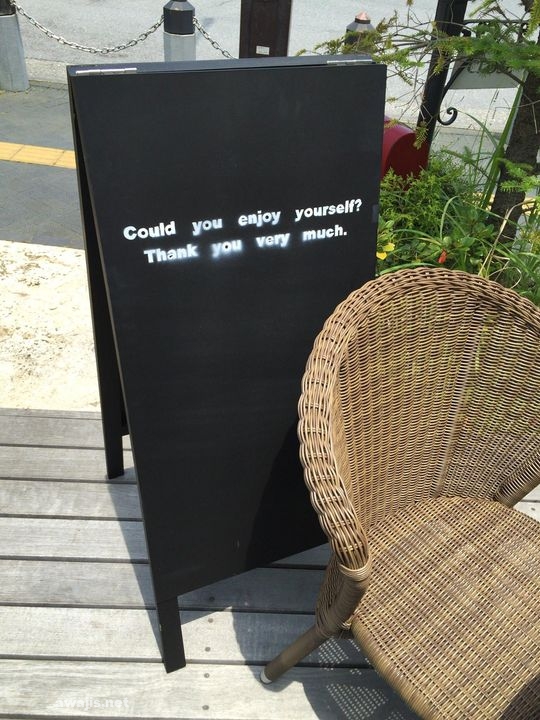 Could you enjoy yourself?
Thank you very much.
awajis.net